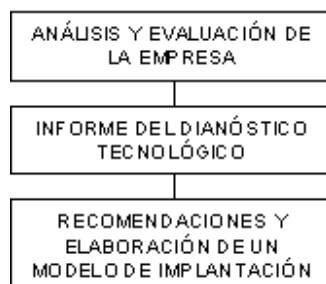 ANÁLISIS Y EVALUACIÓN DE
LA EMPRESA
INFORME DEL DIANÓSTICO
TECNOLÓGICO
RECOMENDACIONES Y
ELABORACIÓN DE UN
MODELO DE IMPLANTACIÓN